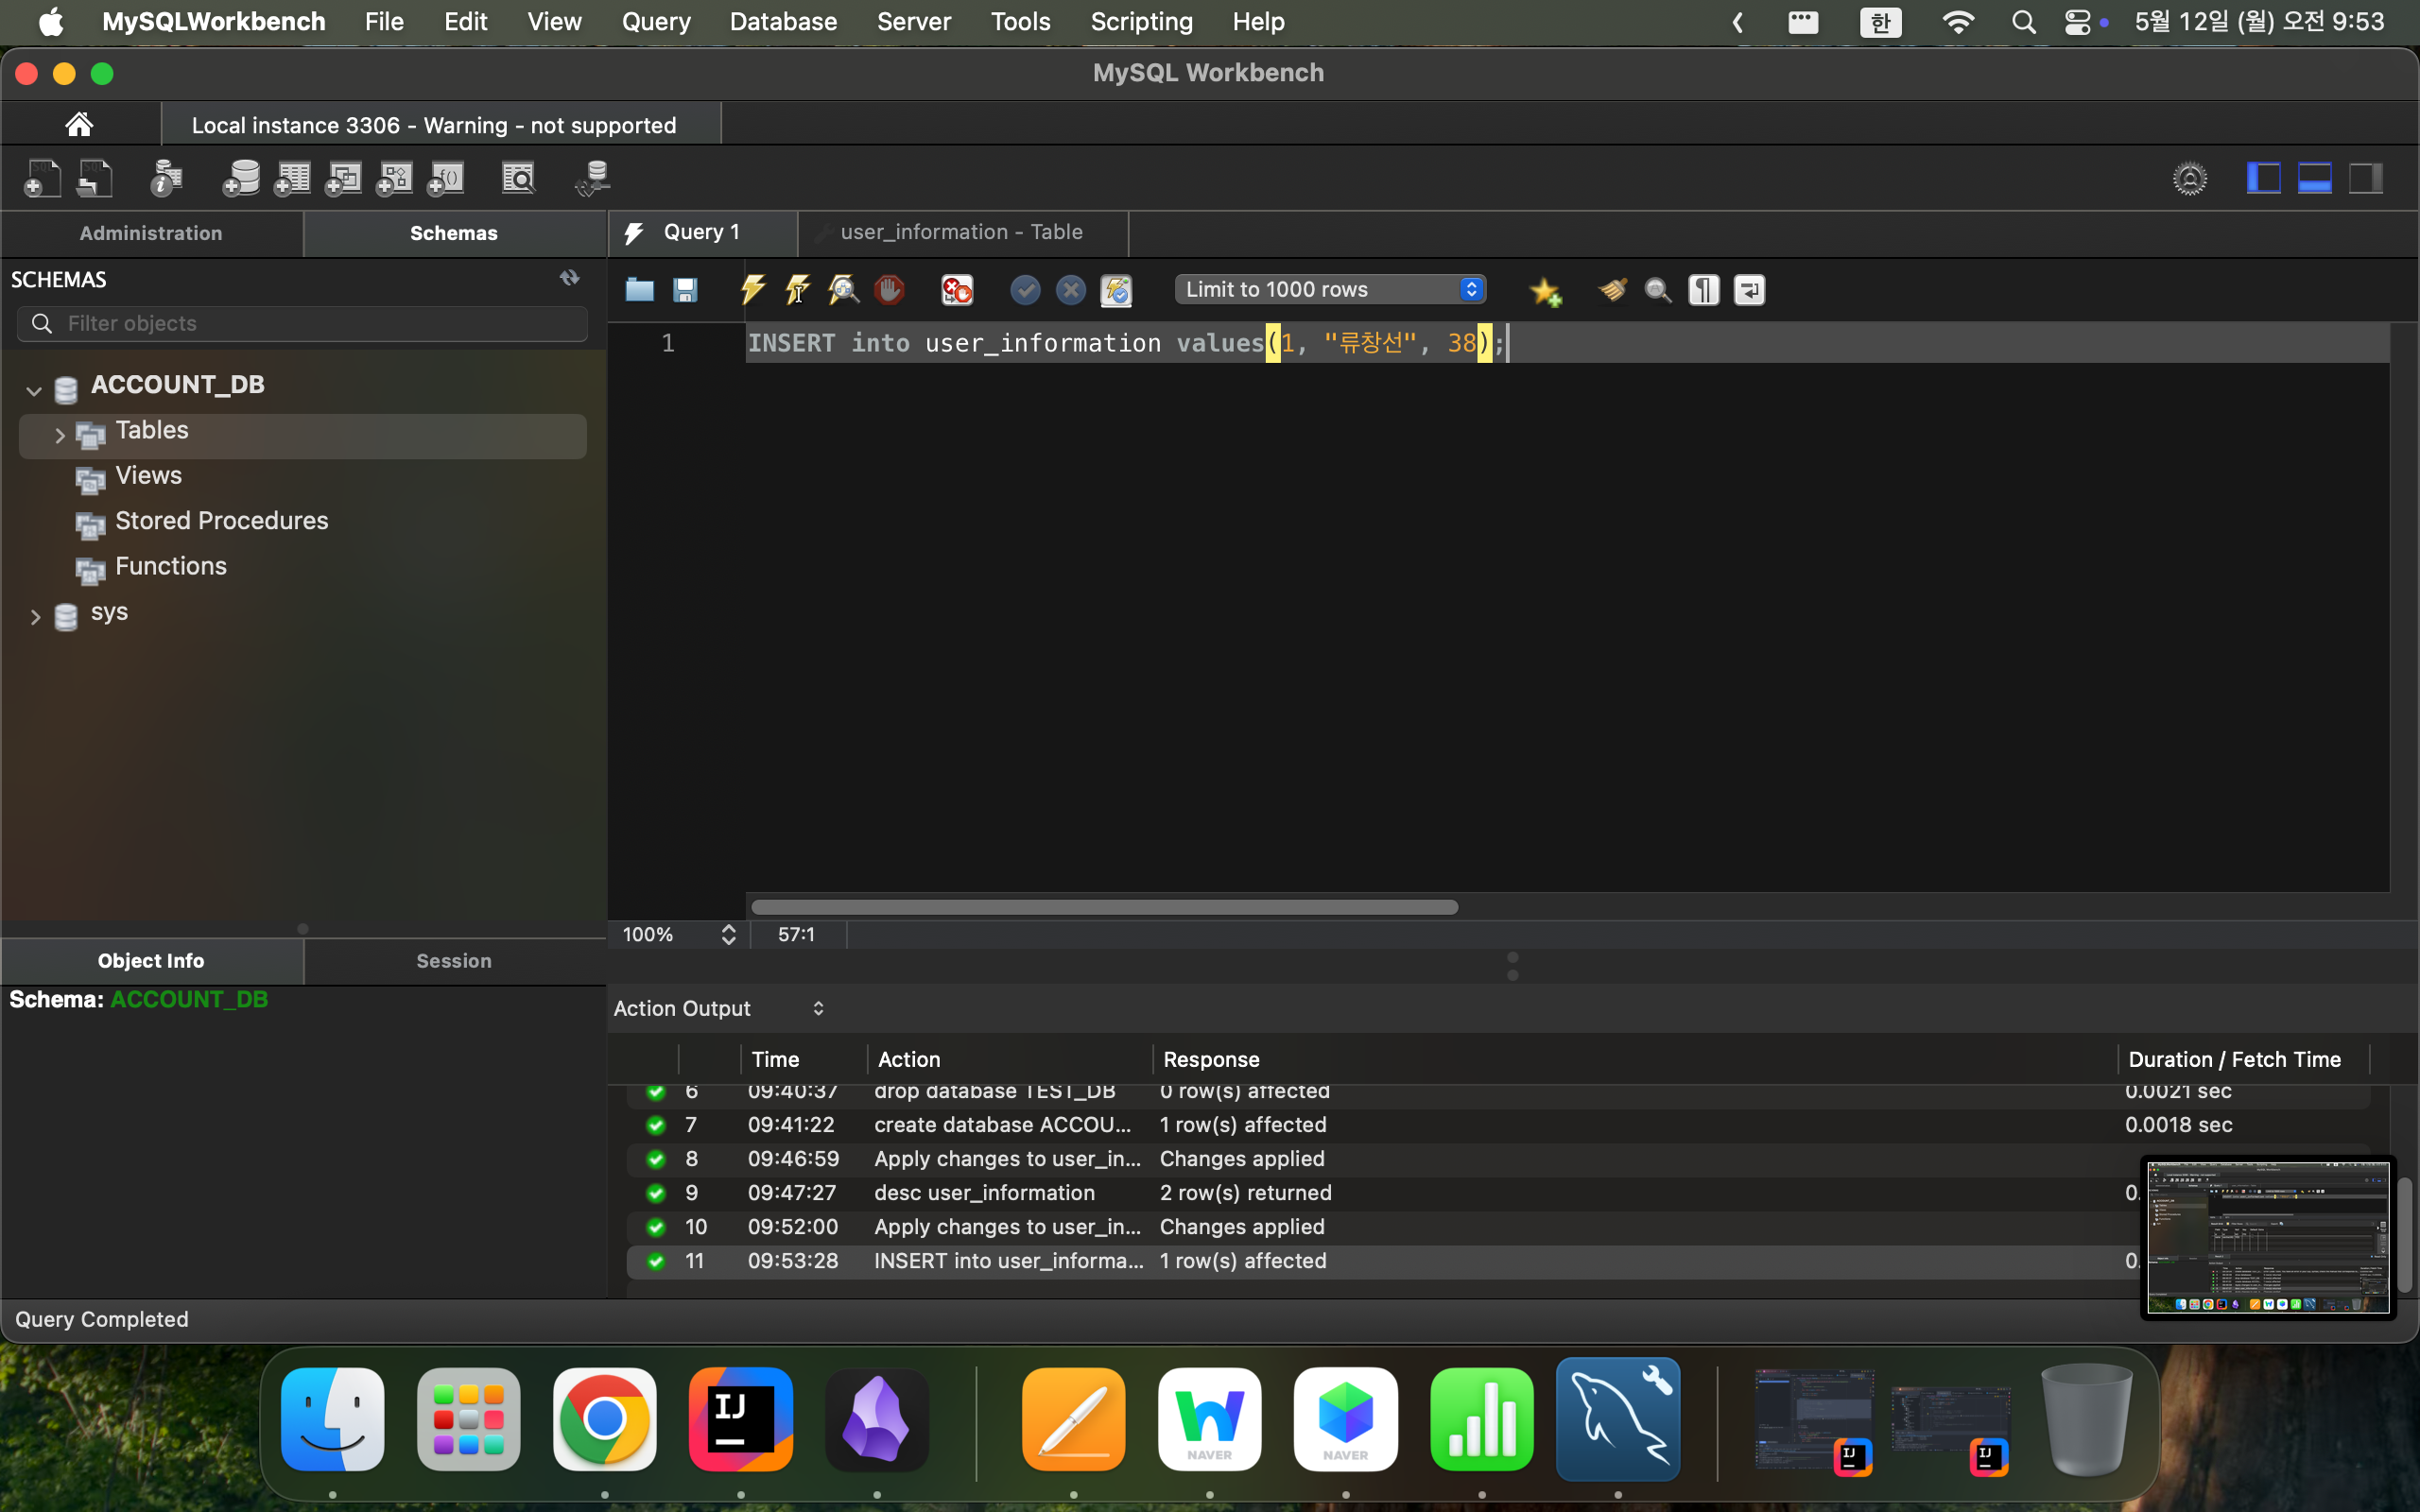 MySQLWorkbench File Edit View Query Database Server Tools Scripting Help 한 5월 12일 (월) 오전 9:53
MySQL Workbench
Local instance 3306 - Warning - not supported
Administration Schemas
Query 1 user_information - Table
SCHEMAS
Limit to 1000 rows
Filter objects
1 INSERT into user_information values(1, "류창선", 38);
ACCOUNT_DB
Tables
Views
Stored Procedures
Functions
sys
100% 57:1
Object Info Session
Schema: ACCOUNT_DB
Action Output
Time Action Response Duration / Fetch Time
6 09:40:37 drop database TEST_DB 0 row(s) affected 0.0021 sec
7 09:41:22 create database ACCOU... 1 row(s) affected 0.0018 sec
8 09:46:59 Apply changes to user_in... Changes applied
9 09:47:27 desc user_information 2 row(s) returned 0.
10 09:52:00 Apply changes to user_in... Changes applied
11 09:53:28 INSERT into user_informa... 1 row(s) affected 0.
Query Completed
IJ
W NAVER
NAVER
IJ
IJ